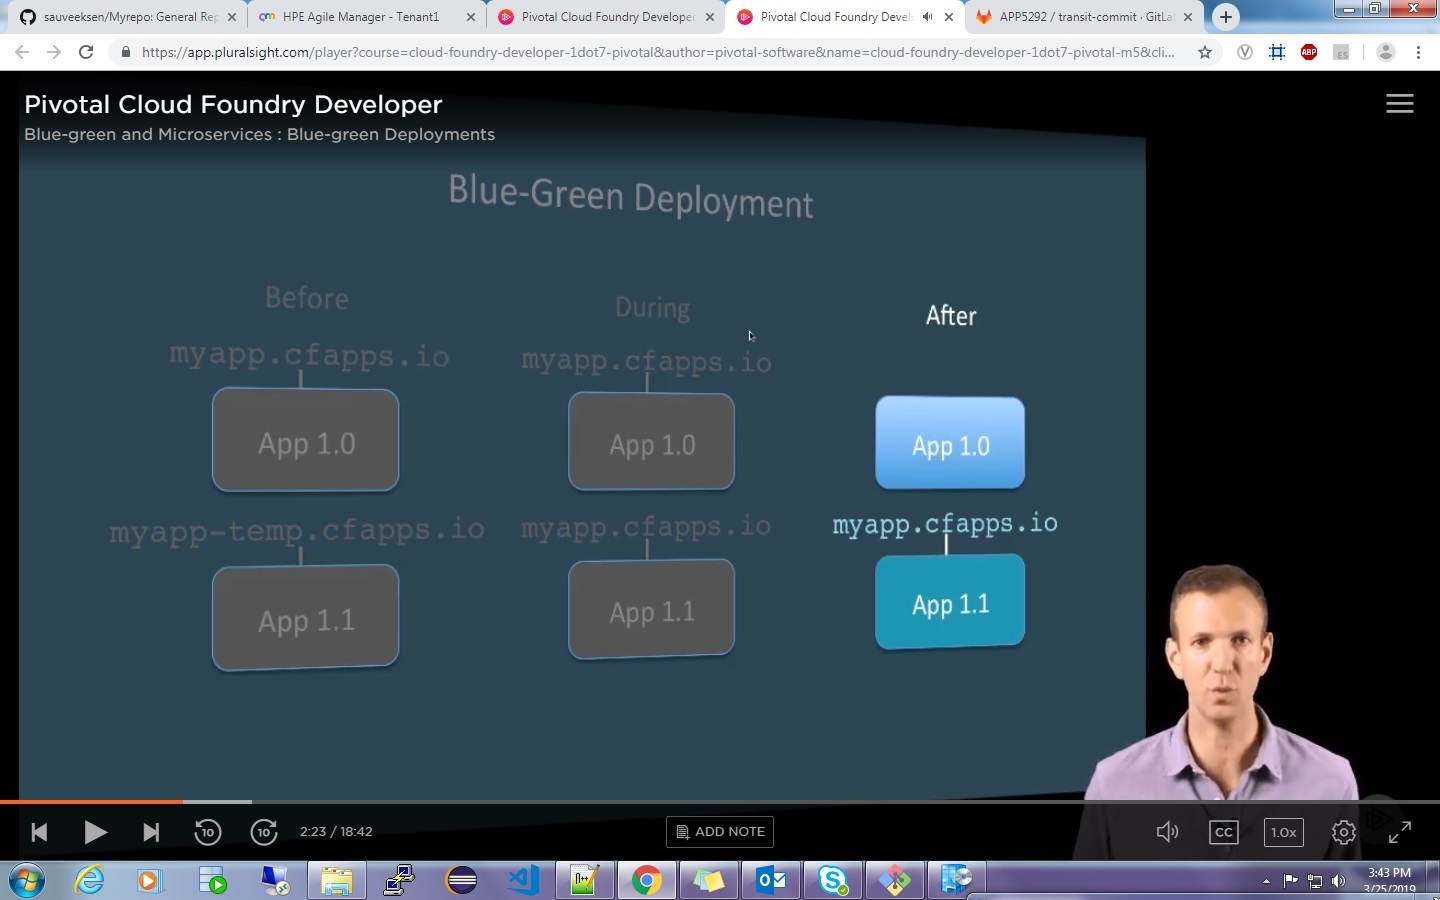 sauveeksen/Myrepo: General Rep
HPE Agile Manager - Tenant1
Pivotal Cloud Foundry Developer
Pivotal Cloud Foundry Devel
APP5292 / transit-commit · GitLa
https://app.pluralsight.com/player?course=cloud-foundry-developer-1dot7-pivotal&author=pivotal-software&name=cloud-foundry-developer-1dot7-pivotal-m5&cli...
ABP
ES
Pivotal Cloud Foundry Developer
Blue-green and Microservices : Blue-green Deployments
Blue-Green Deployment
Before
During
After
myapp.cfapps.io
myapp.cfapps.io
App 1.0
App 1.0
App 1.0
myapp-temp.cfapps.io
myapp.cfapps.io
myapp.cfapps.io
App 1.1
App 1.1
App 1.1
10
10
2:23 / 18:42
ADD NOTE
CC
1.0x
3:43 PM
3/25/2019